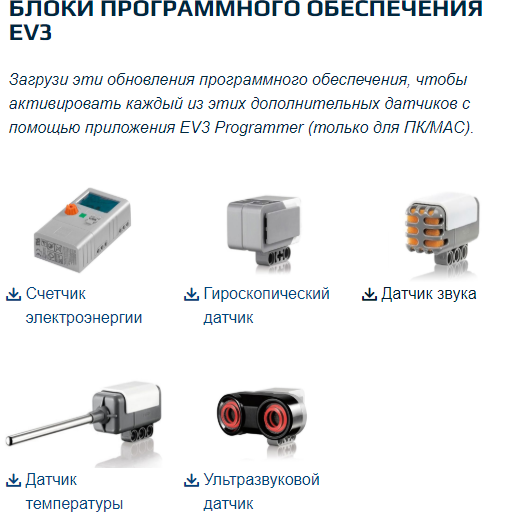 БЛОКИ ПРОГРАММНОГО ОБЕСПЕЧЕНИЯ
EV3
Загрузи эти обновления программного обеспечения, чтобы
активировать каждый из этих дополнительных датчиков с
помощью приложения EV3 Programmer (только для ПК/МАС).
Счетчик
электроэнергии
Гироскопический
датчик
Датчик звука
Датчик
температуры
Ультразвуковой
датчик